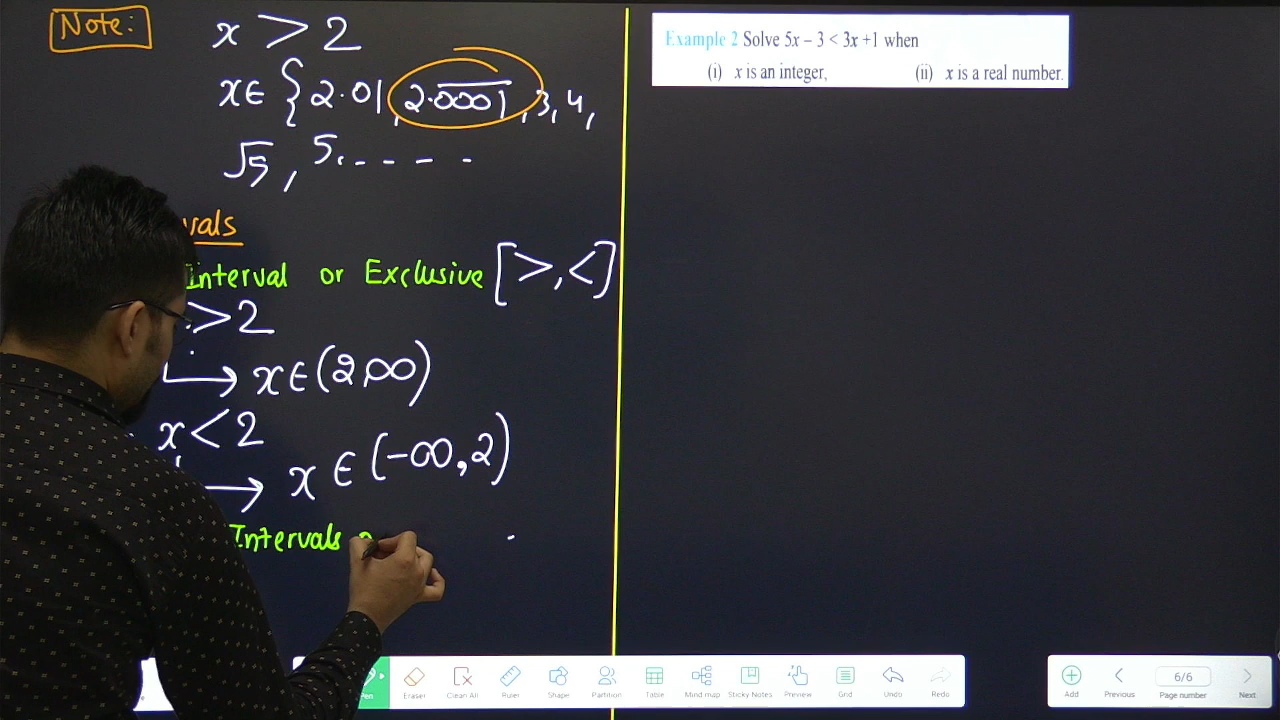 Note:
x > 2
x ∈ { 2.01, 2.0001, 3, 4,
√5, 5, - - - -
Interval or Exclusive [>, <]
> 2
x ∈ (2, ∞)
x < 2
x ∈ (-∞, 2)
Intervals
Example 2 Solve 5x – 3 < 3x +1 when
(i) x is an integer, (ii) x is a real number.
Eraser Clean All Ruler Shape Partition Table Mind map Sticky Notes Preview Grid Undo Redo
Add Previous 6/6 Page number Next